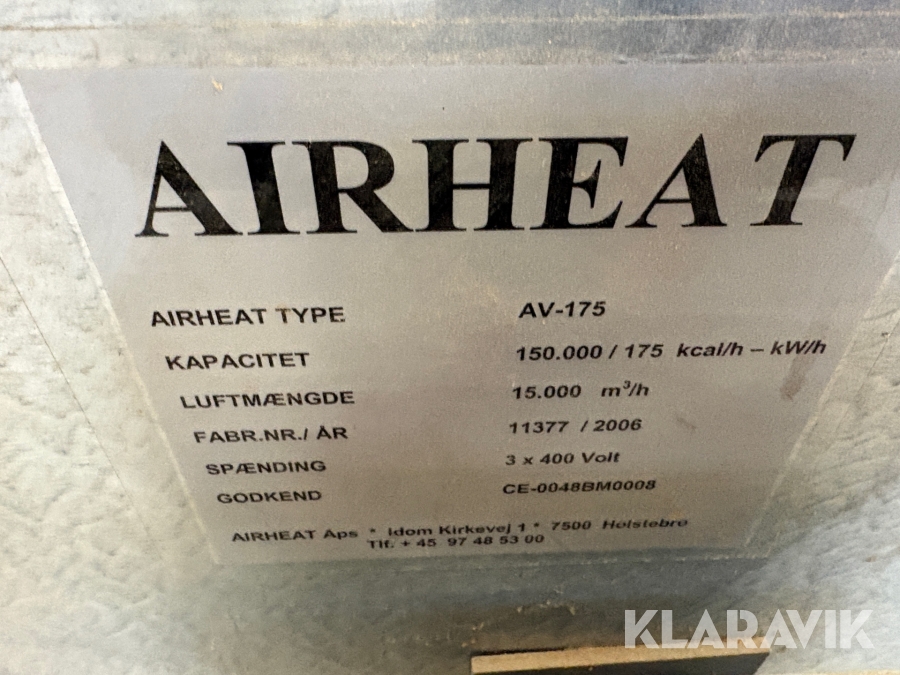 AIRHEAT
AIRHEAT TYPE AV-175
KAPACITET 150.000 / 175 kcal/h – kW/h
LUFTMÆNGDE 15.000 m³/h
FABR.NR./ ÅR 11377 / 2006
SPÆNDING 3 x 400 Volt
GODKEND CE-0048BM0008
AIRHEAT Aps * Idom Kirkevej 1 * 7500 Holstebro
Tlf. + 45 97 48 53 00
KLARAVIK